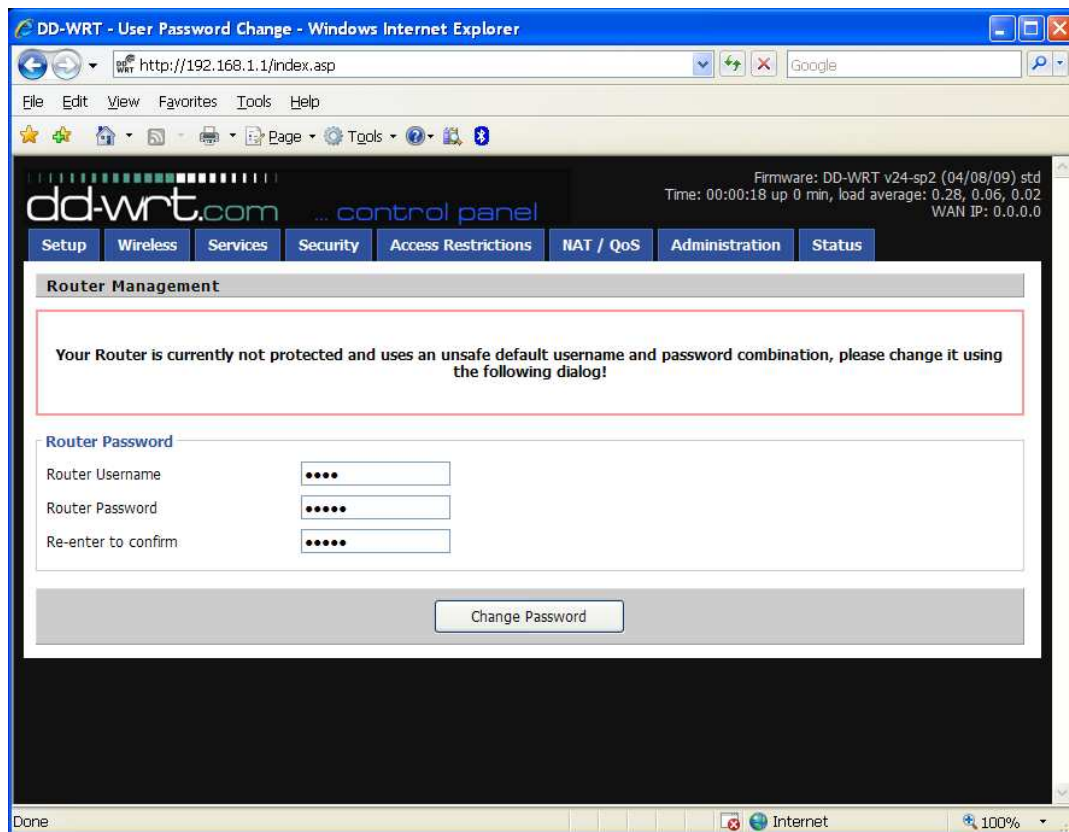 DD-WRT - User Password Change - Windows Internet Explorer
http://192.168.1.1/index.asp
Google
File Edit View Favorites Tools Help
Page Tools
dd-wrt.com ... control panel
Firmware: DD-WRT v24-sp2 (04/08/09) std
Time: 00:00:18 up 0 min, load average: 0.28, 0.06, 0.02
WAN IP: 0.0.0.0
Setup Wireless Services Security Access Restrictions NAT / QoS Administration Status
Router Management
Your Router is currently not protected and uses an unsafe default username and password combination, please change it using
the following dialog!
Router Password
Router Username ••••
Router Password •••••
Re-enter to confirm •••••
Change Password
Done Internet 100%